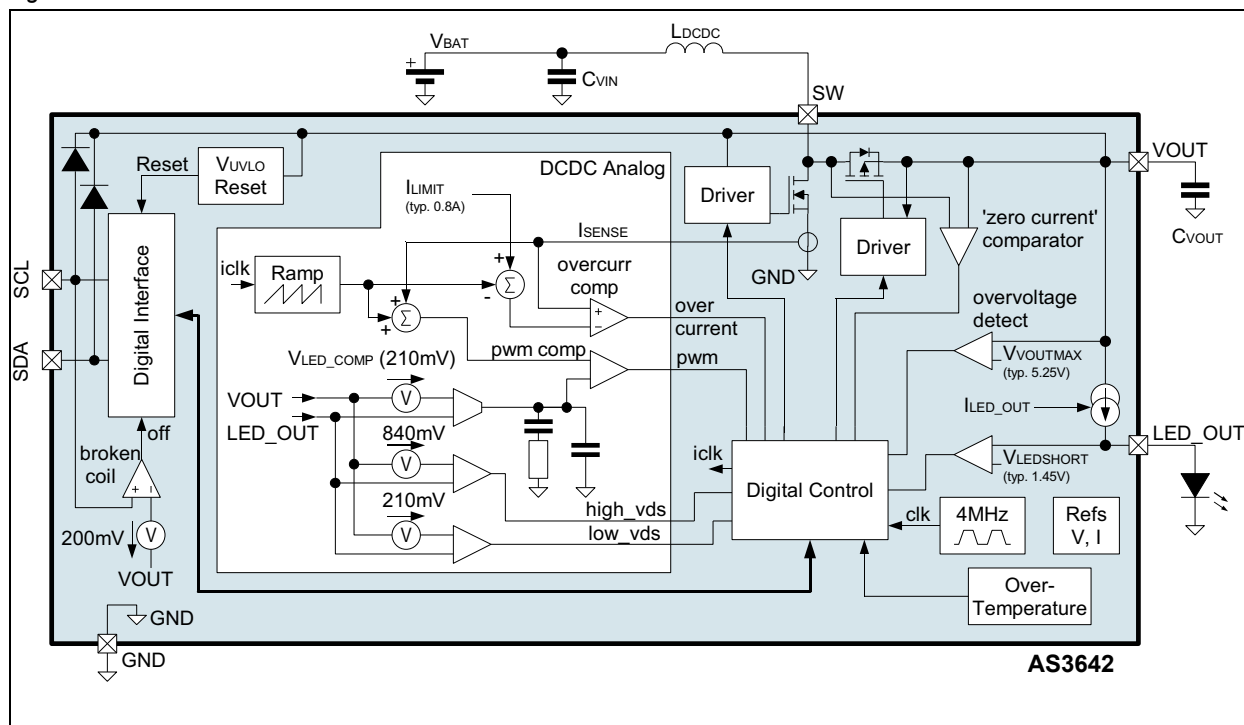 VBAT
LDCDC
+
CVIN
SW
VOUT
CVOUT
Reset
VUVLO
Reset
DCDC Analog
ILIMIT
(typ. 0.8A)
Driver
Driver
'zero current'
comparator
ISENSE
GND
SCL
SDA
Digital Interface
iclk
Ramp
+
-
Σ
+
+
Σ
overcurr
comp
+
−
over
current
overvoltage
detect
VVOUTMAX
(typ. 5.25V)
VLED_COMP (210mV)
pwm comp
pwm
V
VOUT
LED_OUT
ILED_OUT
LED_OUT
840mV
V
VLEDSHORT
(typ. 1.45V)
off
broken
coil
+ −
iclk
Digital Control
210mV
V
high_vds
low_vds
clk
4MHz
Refs
V, I
200mV
V
VOUT
Over-
Temperature
GND
GND
AS3642